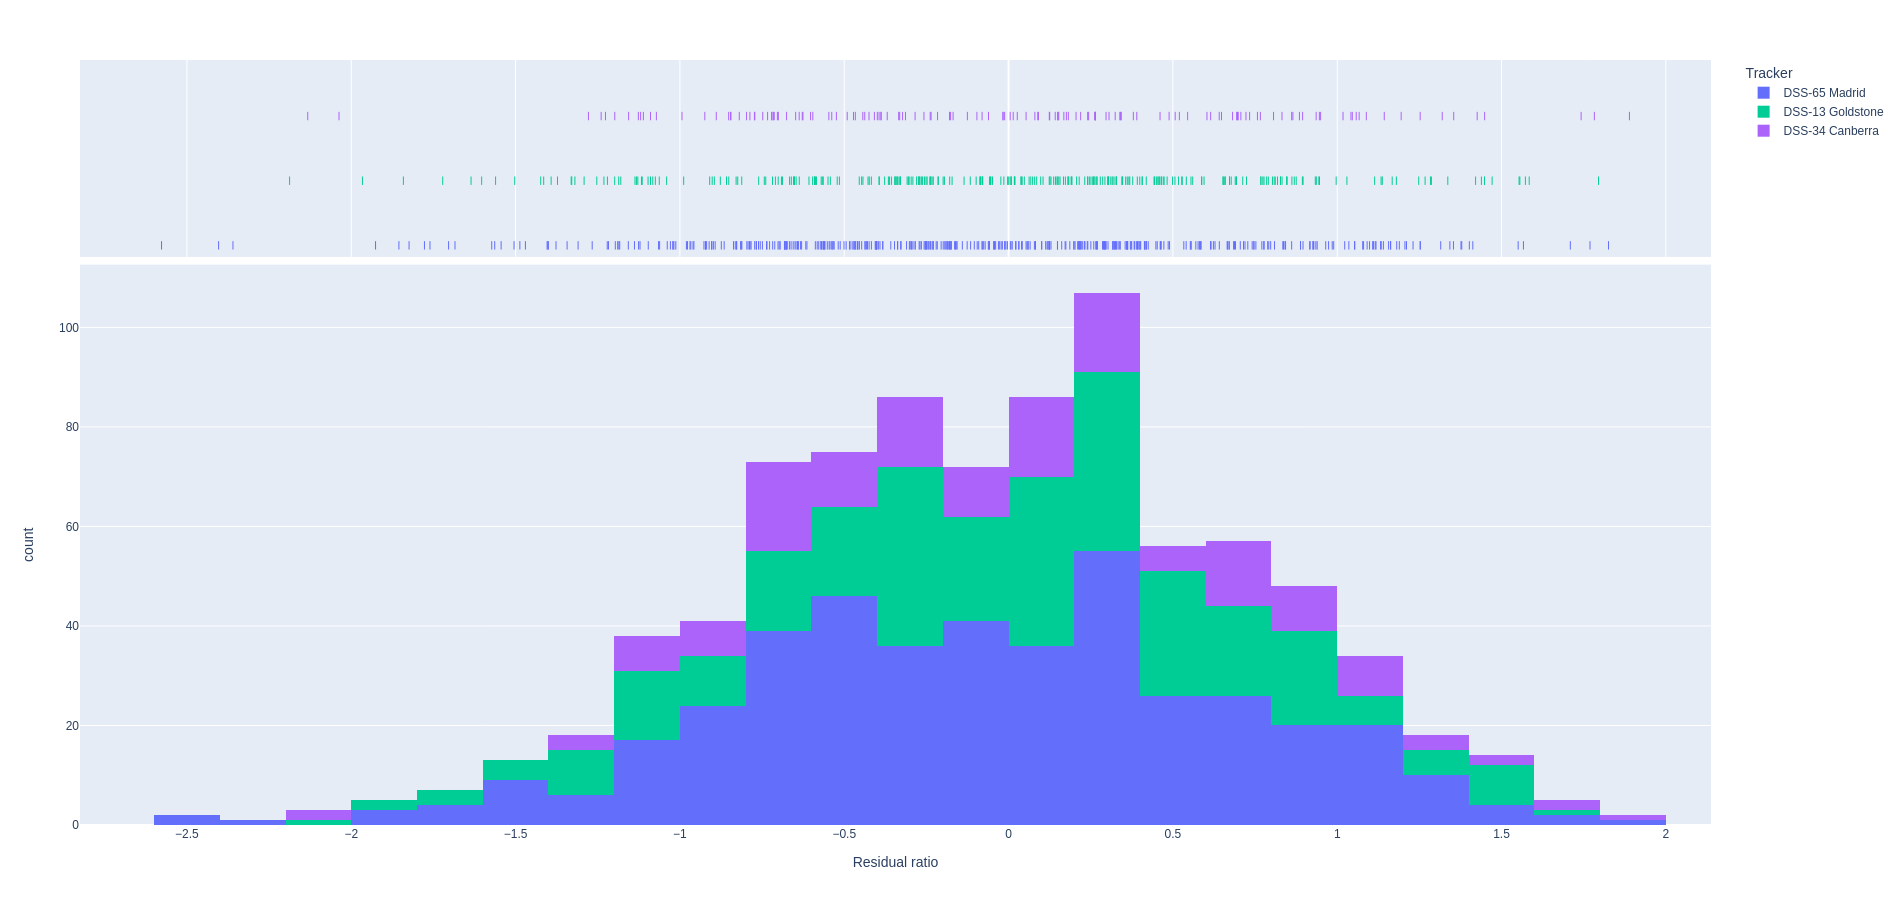 Tracker
DSS-65 Madrid
DSS-13 Goldstone
DSS-34 Canberra
100
80
60
40
20
0
count
−2.5 −2 −1.5 −1 −0.5 0 0.5 1 1.5 2
Residual ratio